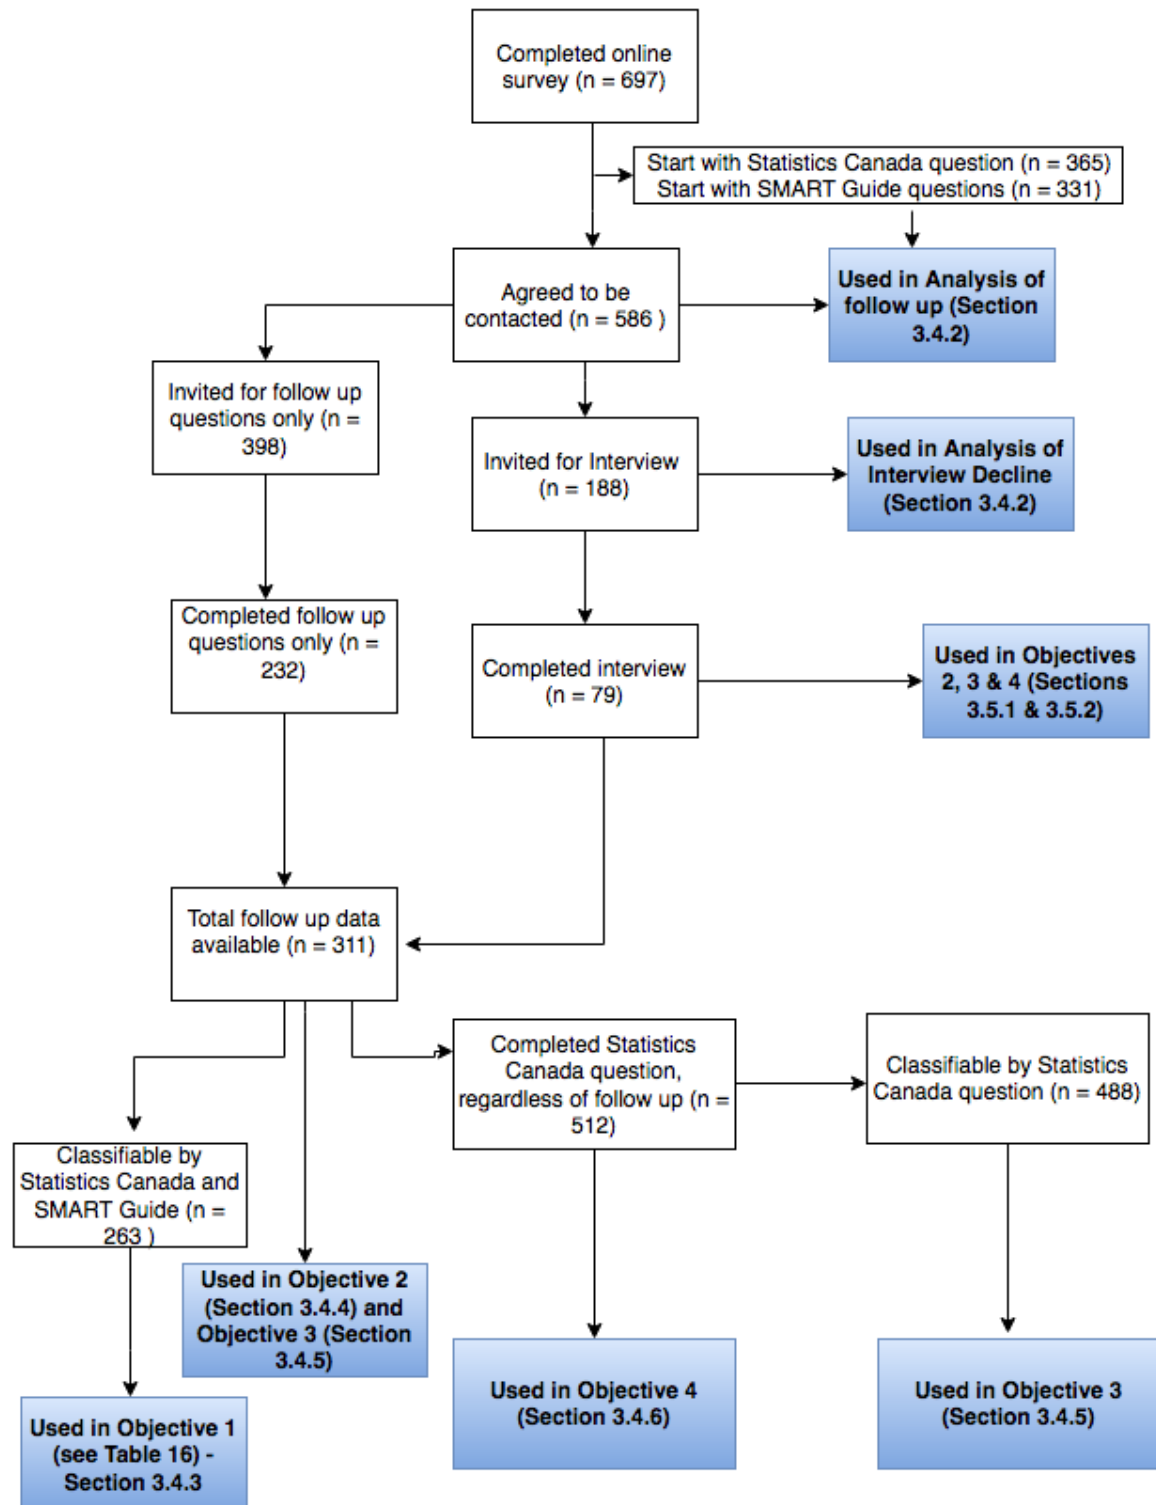 Completed online
survey (n = 697)
Start with Statistics Canada question (n = 365)
Start with SMART Guide questions (n = 331)
Agreed to be
contacted (n = 586 )
Used in Analysis of
follow up (Section
3.4.2)
Invited for follow up
questions only (n =
398)
Invited for Interview
(n = 188)
Used in Analysis of
Interview Decline
(Section 3.4.2)
Completed follow up
questions only (n =
232)
Completed interview
(n = 79)
Used in Objectives
2, 3 & 4 (Sections
3.5.1 & 3.5.2)
Total follow up data
available (n = 311)
Completed Statistics
Canada question,
regardless of follow up (n =
512)
Classifiable by Statistics
Canada question (n = 488)
Classifiable by
Statistics Canada and
SMART Guide (n =
263 )
Used in Objective 2
(Section 3.4.4) and
Objective 3 (Section
3.4.5)
Used in Objective 4
(Section 3.4.6)
Used in Objective 3
(Section 3.4.5)
Used in Objective 1
(see Table 16) -
Section 3.4.3